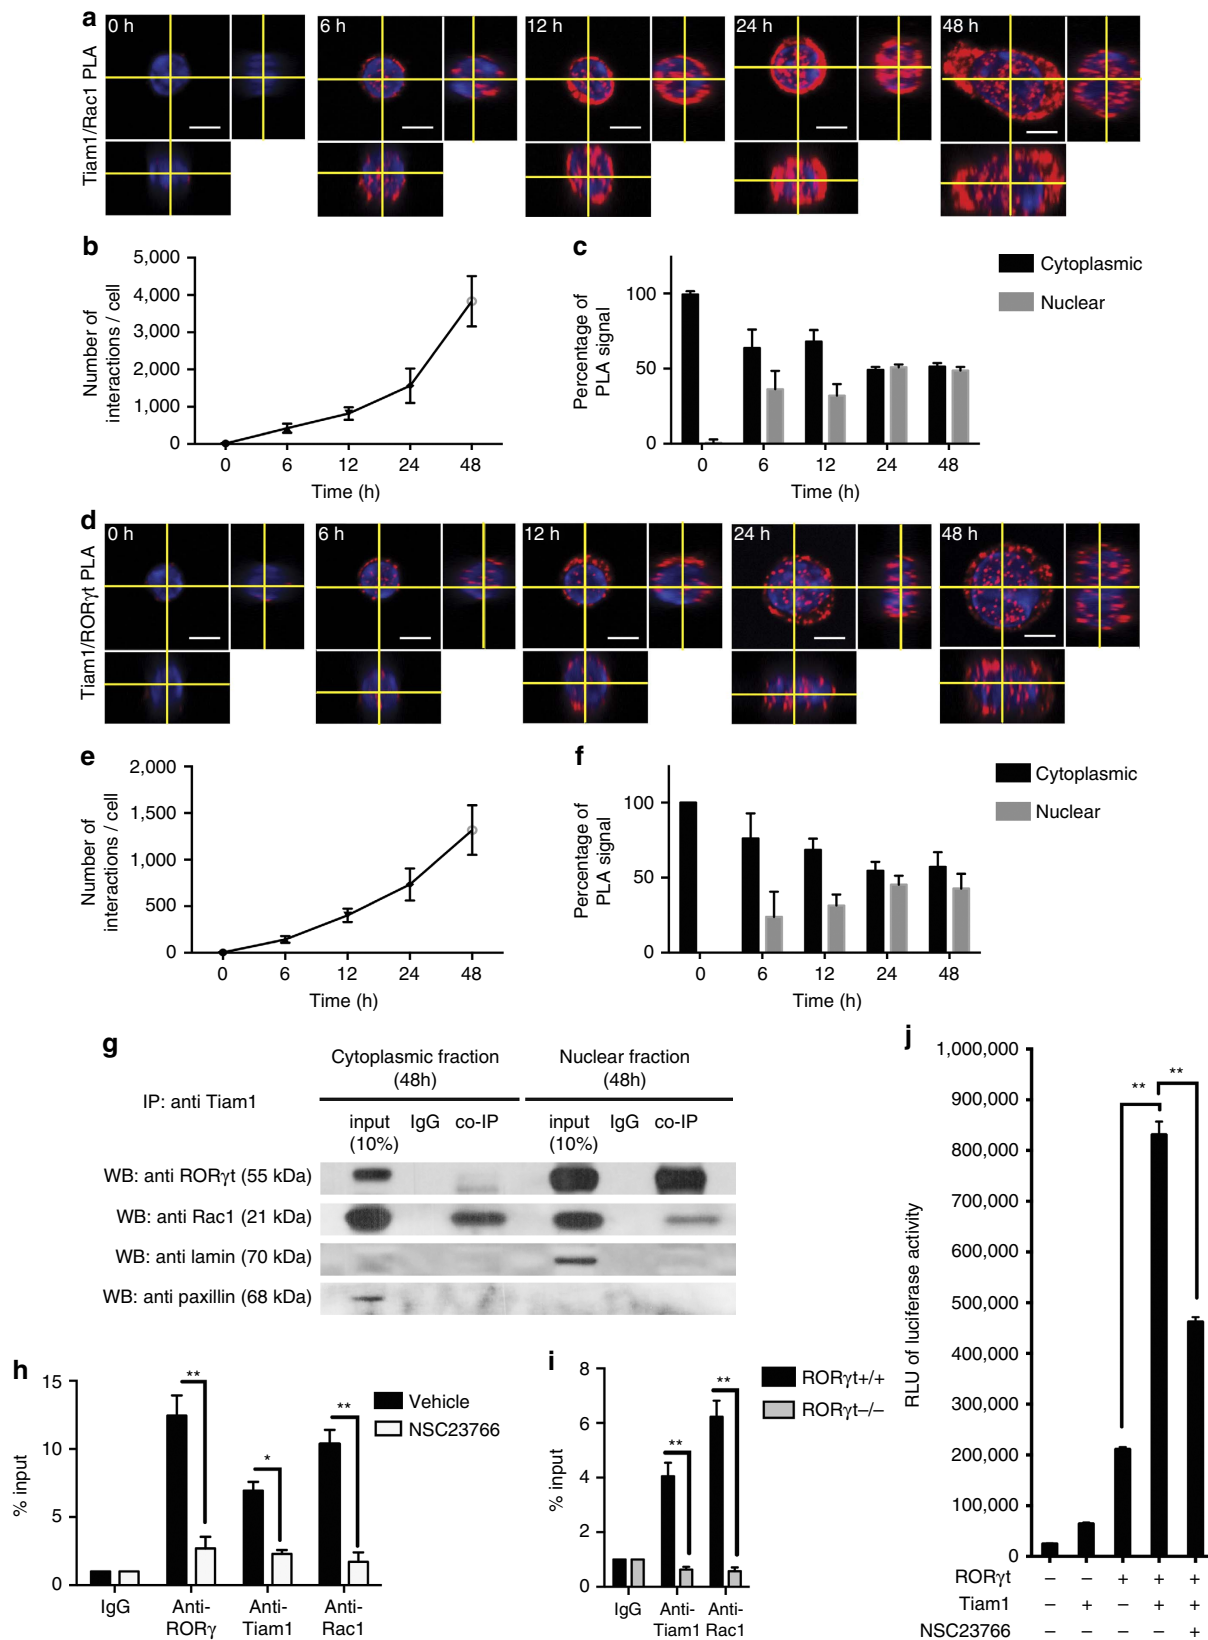 a
Tiam1/Rac1 PLA
0 h
6 h
12 h
24 h
48 h
b
Number of
interactions / cell
5,000
4,000
3,000
2,000
1,000
0
0 6 12 24 48
Time (h)
c
Percentage of
PLA signal
100
50
0
0 6 12 24 48
Time (h)
Cytoplasmic
Nuclear
d
Tiam1/RORγt PLA
0 h
6 h
12 h
24 h
48 h
e
Number of
interactions / cell
2,000
1,500
1,000
500
0
0 6 12 24 48
Time (h)
f
Percentage of
PLA signal
100
50
0
0 6 12 24 48
Time (h)
Cytoplasmic
Nuclear
g
Cytoplasmic fraction
(48h)
Nuclear fraction
(48h)
IP: anti Tiam1
input
(10%)
IgG
co-IP
input
(10%)
IgG
co-IP
WB: anti RORγt (55 kDa)
WB: anti Rac1 (21 kDa)
WB: anti lamin (70 kDa)
WB: anti paxillin (68 kDa)
h
% input
15
10
5
0
**
*
**
Vehicle
NSC23766
IgG
Anti-
RORγ
Anti-
Tiam1
Anti-
Rac1
i
% input
8
6
4
2
0
**
**
RORγt+/+
RORγt–/–
IgG
Anti-
Tiam1
Anti-
Rac1
j
RLU of luciferase activity
1,000,000
900,000
800,000
700,000
600,000
500,000
400,000
300,000
200,000
100,000
0
**
**
RORγt – – + + +
Tiam1 – + – + +
NSC23766 – – – – +